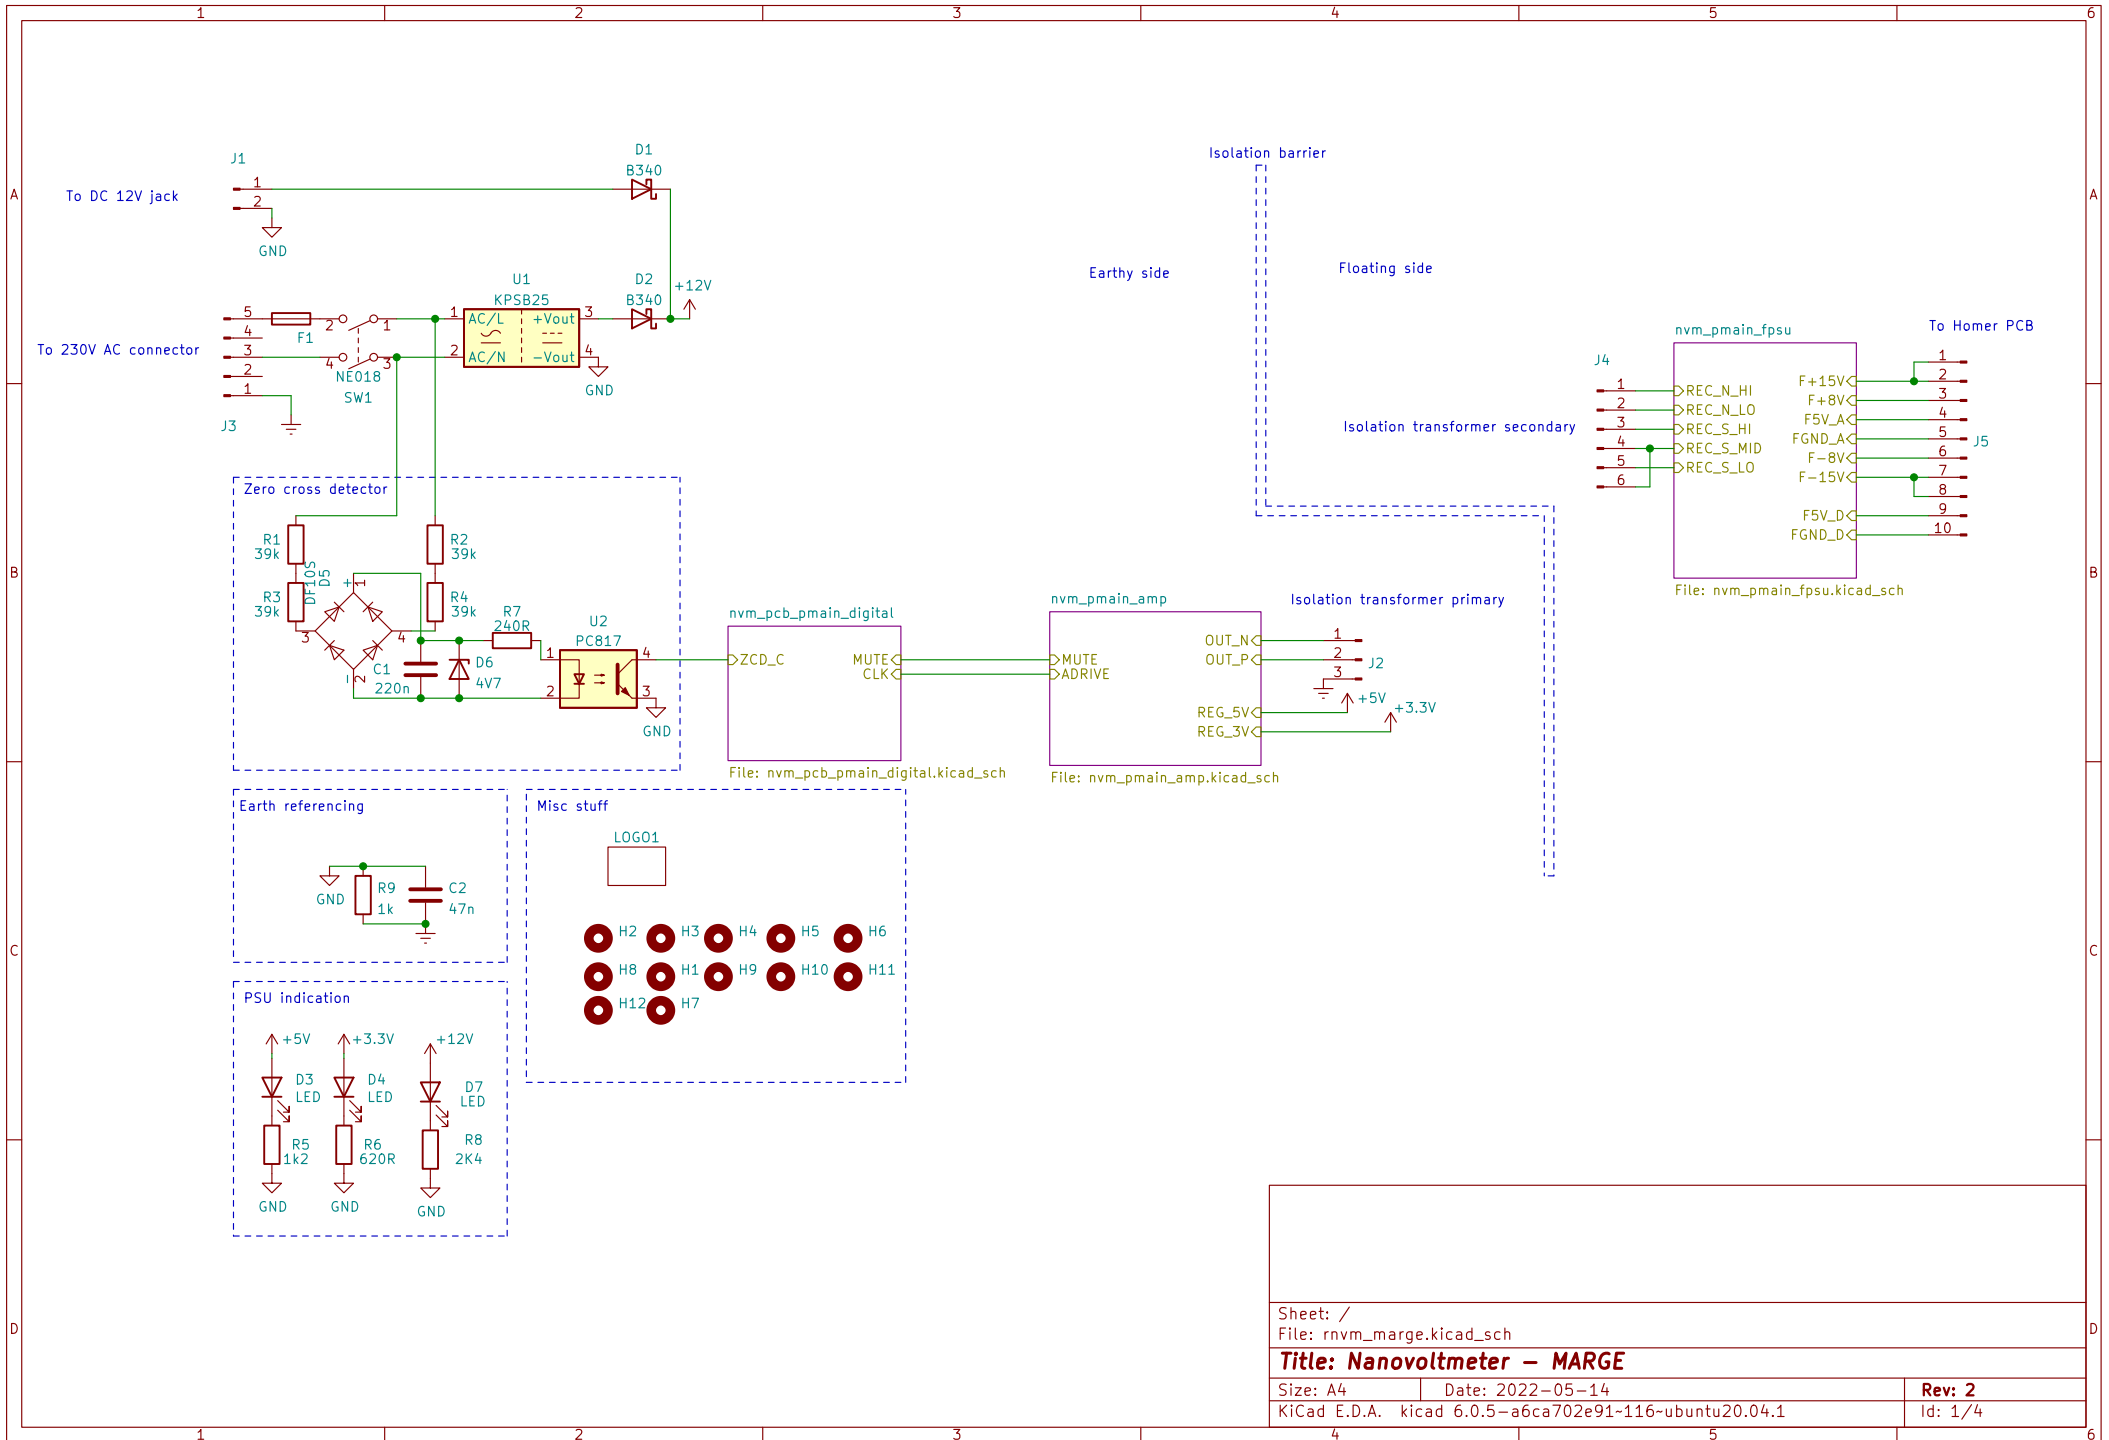 1 2 3 4 5 6
A
B
C
D
A
B
C
D
J1
To DC 12V jack
1
2
GND
D1
B340
To 230V AC connector
5
4
3
2
1
J3
F1
2 1
4 3
NE018
SW1
U1
KPSB25
1 AC/L +Vout 3
2 AC/N -Vout 4
GND
D2
B340
+12V
Isolation barrier
Earthy side
Floating side
Zero cross detector
R1
39k
R2
39k
R3
39k
R4
39k
DF10S
D5
+ 1
3
4
- 2
C1
220n
D6
4V7
R7
240R
U2
PC817
1
2
4
3
GND
nvm_pcb_pmain_digital
ZCD_C
MUTE
CLK
File: nvm_pcb_pmain_digital.kicad_sch
nvm_pmain_amp
MUTE
ADRIVE
OUT_N
OUT_P
REG_5V
REG_3V
File: nvm_pmain_amp.kicad_sch
Isolation transformer primary
1
2
3
J2
+5V
+3.3V
Isolation transformer secondary
J4
1
2
3
4
5
6
nvm_pmain_fpsu
REC_N_HI
REC_N_LO
REC_S_HI
REC_S_MID
REC_S_LO
F+15V
F+8V
F5V_A
FGND_A
F-8V
F-15V
F5V_D
FGND_D
File: nvm_pmain_fpsu.kicad_sch
To Homer PCB
1
2
3
4
5
6
7
8
9
10
J5
Earth referencing
GND
R9
1k
C2
47n
Misc stuff
LOGO1
H2 H3 H4 H5 H6
H8 H1 H9 H10 H11
H12 H7
PSU indication
+5V
D3
LED
R5
1k2
GND
+3.3V
D4
LED
R6
620R
GND
+12V
D7
LED
R8
2K4
GND
Sheet: /
File: rnvm_marge.kicad_sch
Title: Nanovoltmeter - MARGE
Size: A4 Date: 2022-05-14 Rev: 2
KiCad E.D.A. kicad 6.0.5-a6ca702e91~116~ubuntu20.04.1 Id: 1/4
1 2 3 4 5 6